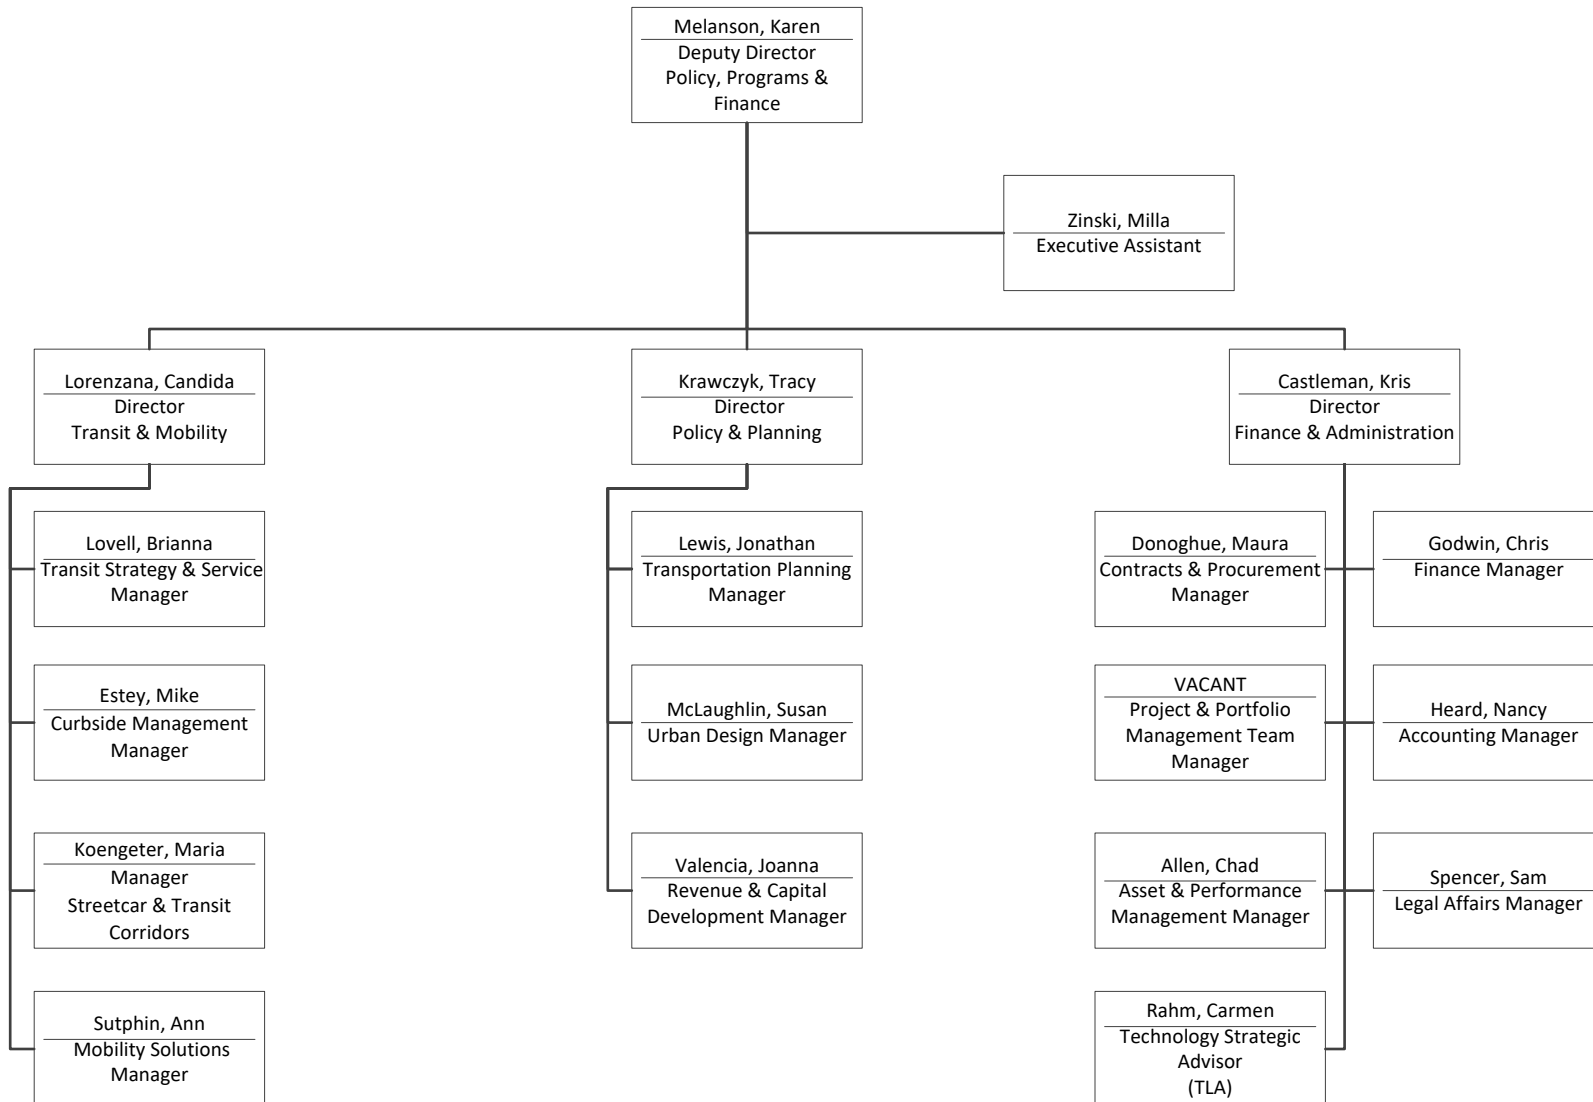 Melanson, Karen
Deputy Director
Policy, Programs &
Finance
Zinski, Milla
Executive Assistant
Lorenzana, Candida
Director
Transit & Mobility
Krawczyk, Tracy
Director
Policy & Planning
Castleman, Kris
Director
Finance & Administration
Lovell, Brianna
Transit Strategy & Service
Manager
Estey, Mike
Curbside Management
Manager
Koengeter, Maria
Manager
Streetcar & Transit
Corridors
Sutphin, Ann
Mobility Solutions
Manager
Lewis, Jonathan
Transportation Planning
Manager
McLaughlin, Susan
Urban Design Manager
Valencia, Joanna
Revenue & Capital
Development Manager
Donoghue, Maura
Contracts & Procurement
Manager
Godwin, Chris
Finance Manager
VACANT
Project & Portfolio
Management Team
Manager
Heard, Nancy
Accounting Manager
Allen, Chad
Asset & Performance
Management Manager
Spencer, Sam
Legal Affairs Manager
Rahm, Carmen
Technology Strategic
Advisor
(TLA)